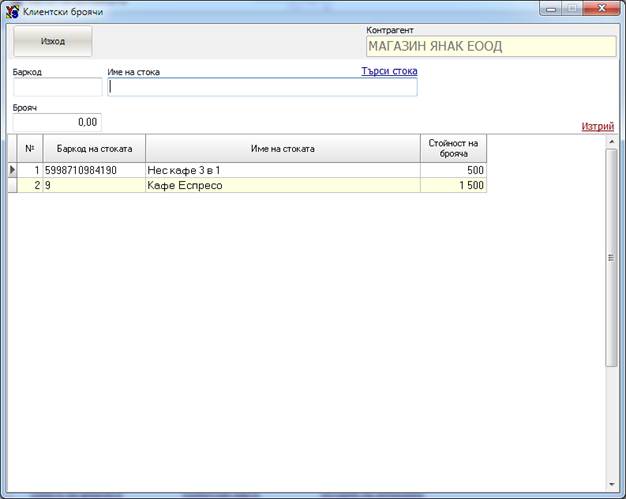 Клиентски броячи
Изход
Контрагент
МАГАЗИН ЯНАК ЕООД
Баркод
Име на стока
Търси стока
Брояч
0,00
Изтрий
№ Баркод на стоката Име на стоката Стойност на брояча
1 5998710984190 Нес кафе 3 в 1 500
2 9 Кафе Еспресо 1 500